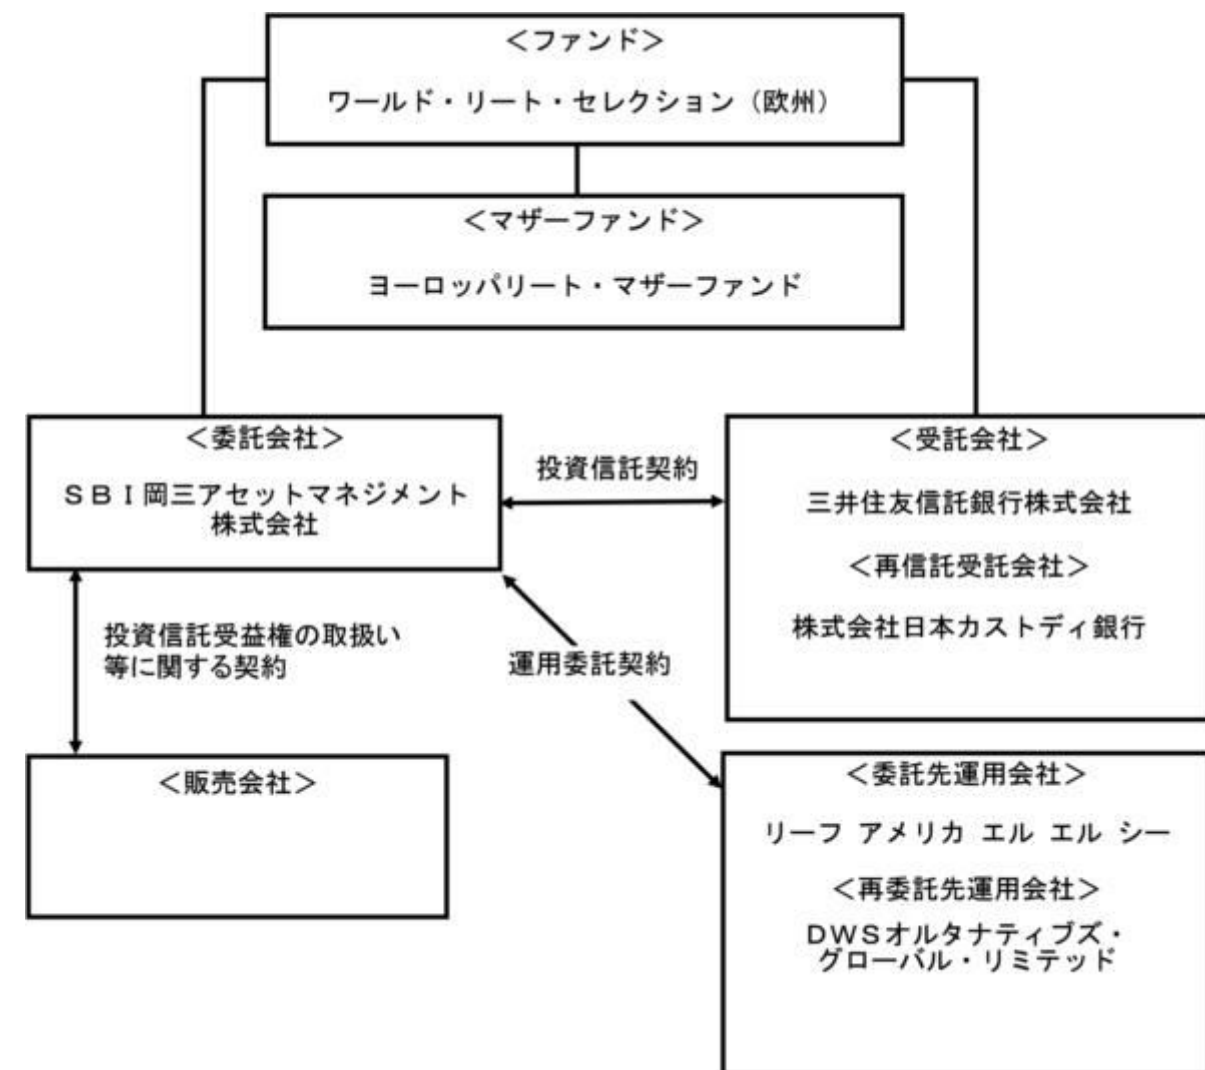 ＜ファンド＞
ワールド・リート・セレクション（欧州）
＜マザーファンド＞
ヨーロッパリート・マザーファンド
＜委託会社＞
ＳＢＩ岡三アセットマネジメント
株式会社
投資信託契約
＜受託会社＞
三井住友信託銀行株式会社
＜再信託受託会社＞
株式会社日本カストディ銀行
投資信託受益権の取扱い
等に関する契約
運用委託契約
＜販売会社＞
＜委託先運用会社＞
リーフ アメリカ エル エル シー
＜再委託先運用会社＞
ＤＷＳオルタナティブズ・
グローバル・リミテッド